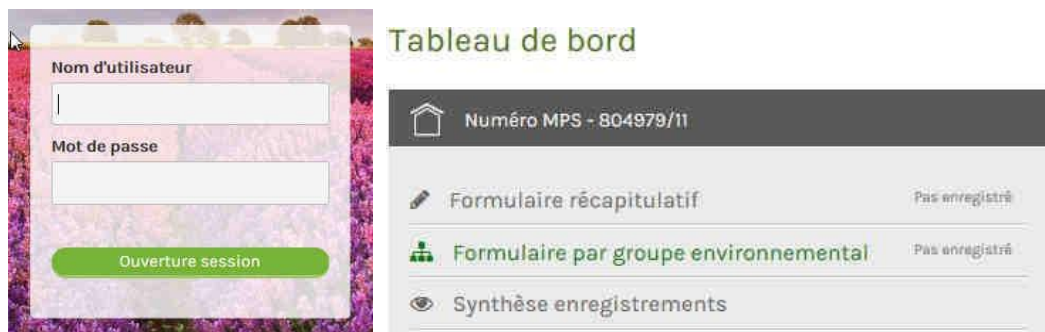 Nom d'utilisateur
Mot de passe
Ouverture session
Tableau de bord
Numéro MPS - 804979/11
Formulaire récapitulatif Pas enregistré
Formulaire par groupe environnemental Pas enregistré
Synthèse enregistrements